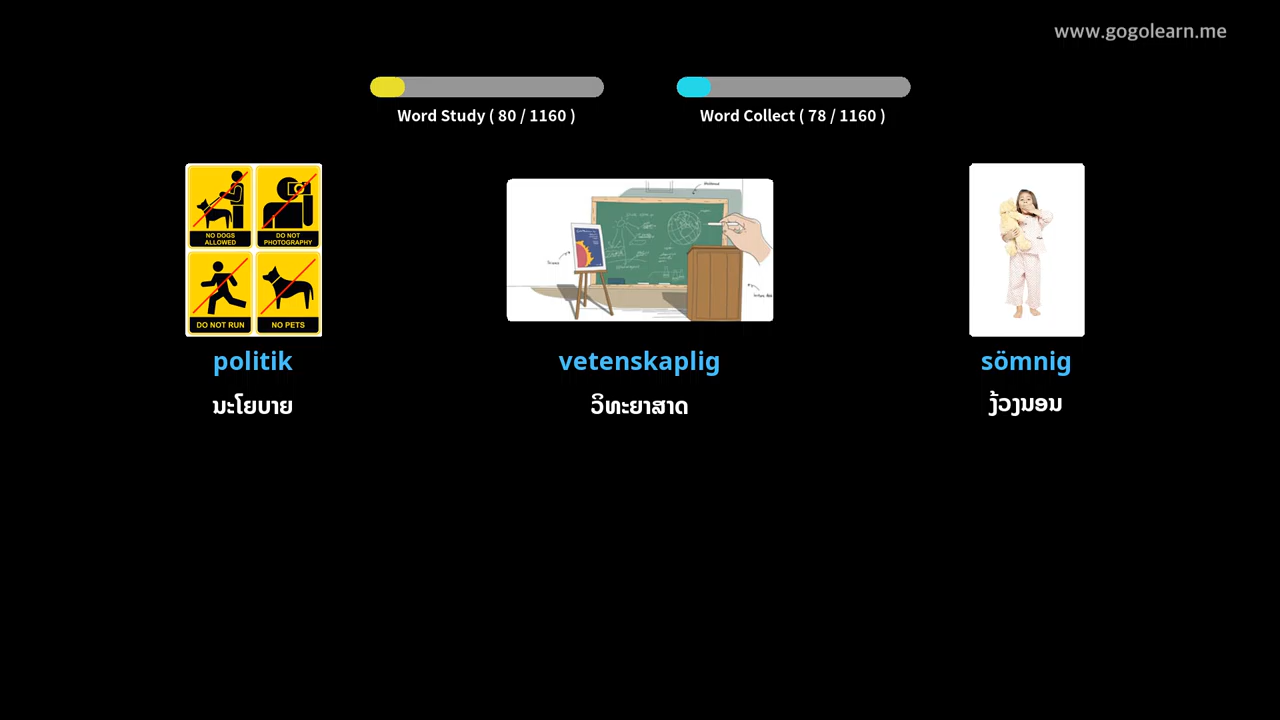 www.gogolearn.me
Word Study ( 80 / 1160 )
Word Collect ( 78 / 1160 )
NO DOGS
ALLOWED
DO NOT
PHOTOGRAPHY
DO NOT RUN
NO PETS
politik
vetenskaplig
sömnig
ນະໂຍບາຍ
ວິທະຍາສາດ
ງ້ວງນອນ